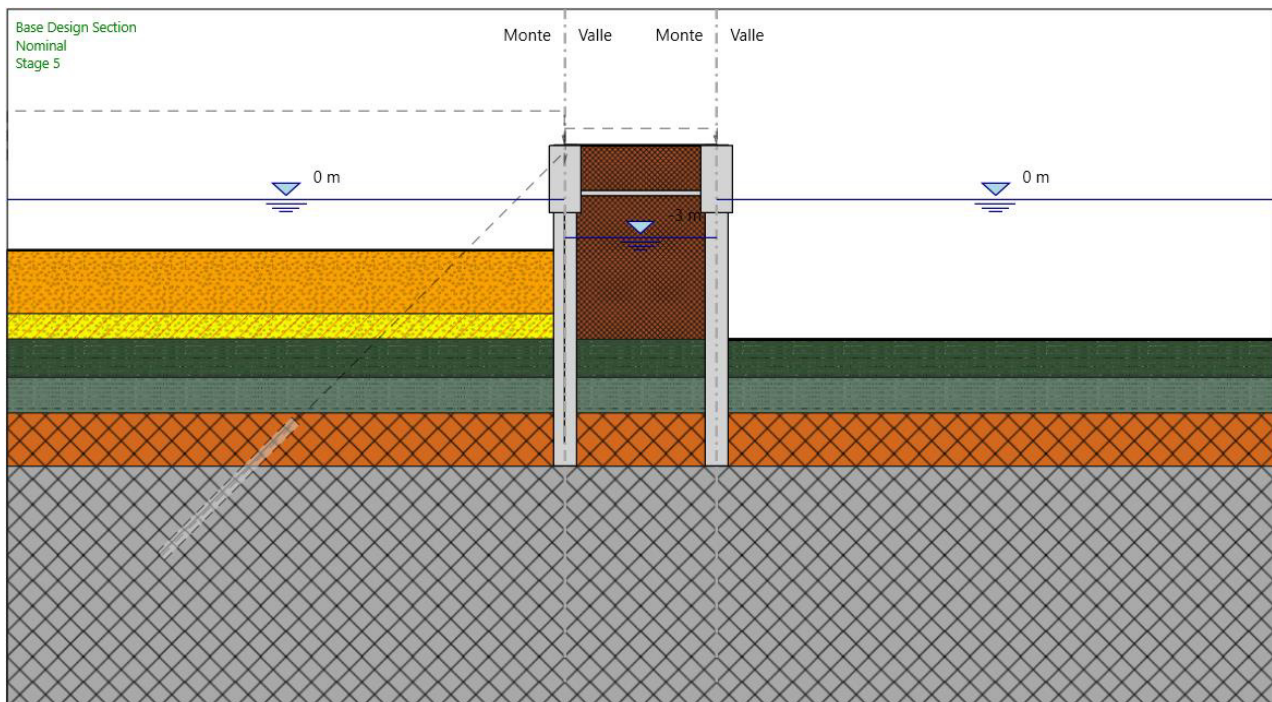 Base Design Section
Nominal
Stage 5
Monte
Valle
Monte
Valle
0 m
-3 m
0 m